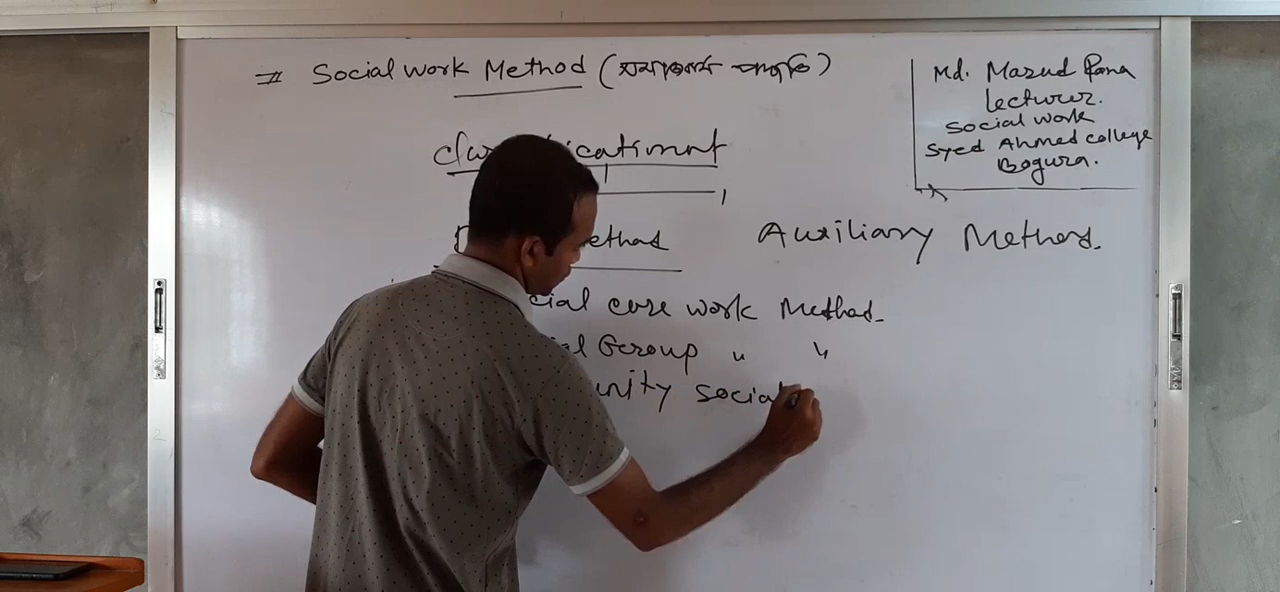 ⇒ Social work Method (সমাজকর্ম পদ্ধতি)
Md. Masud Rana
Lecturer.
Social work
Syed Ahmed college
Bogura.
Auxiliary Method.
cial case work Method
al Group " "
unity social